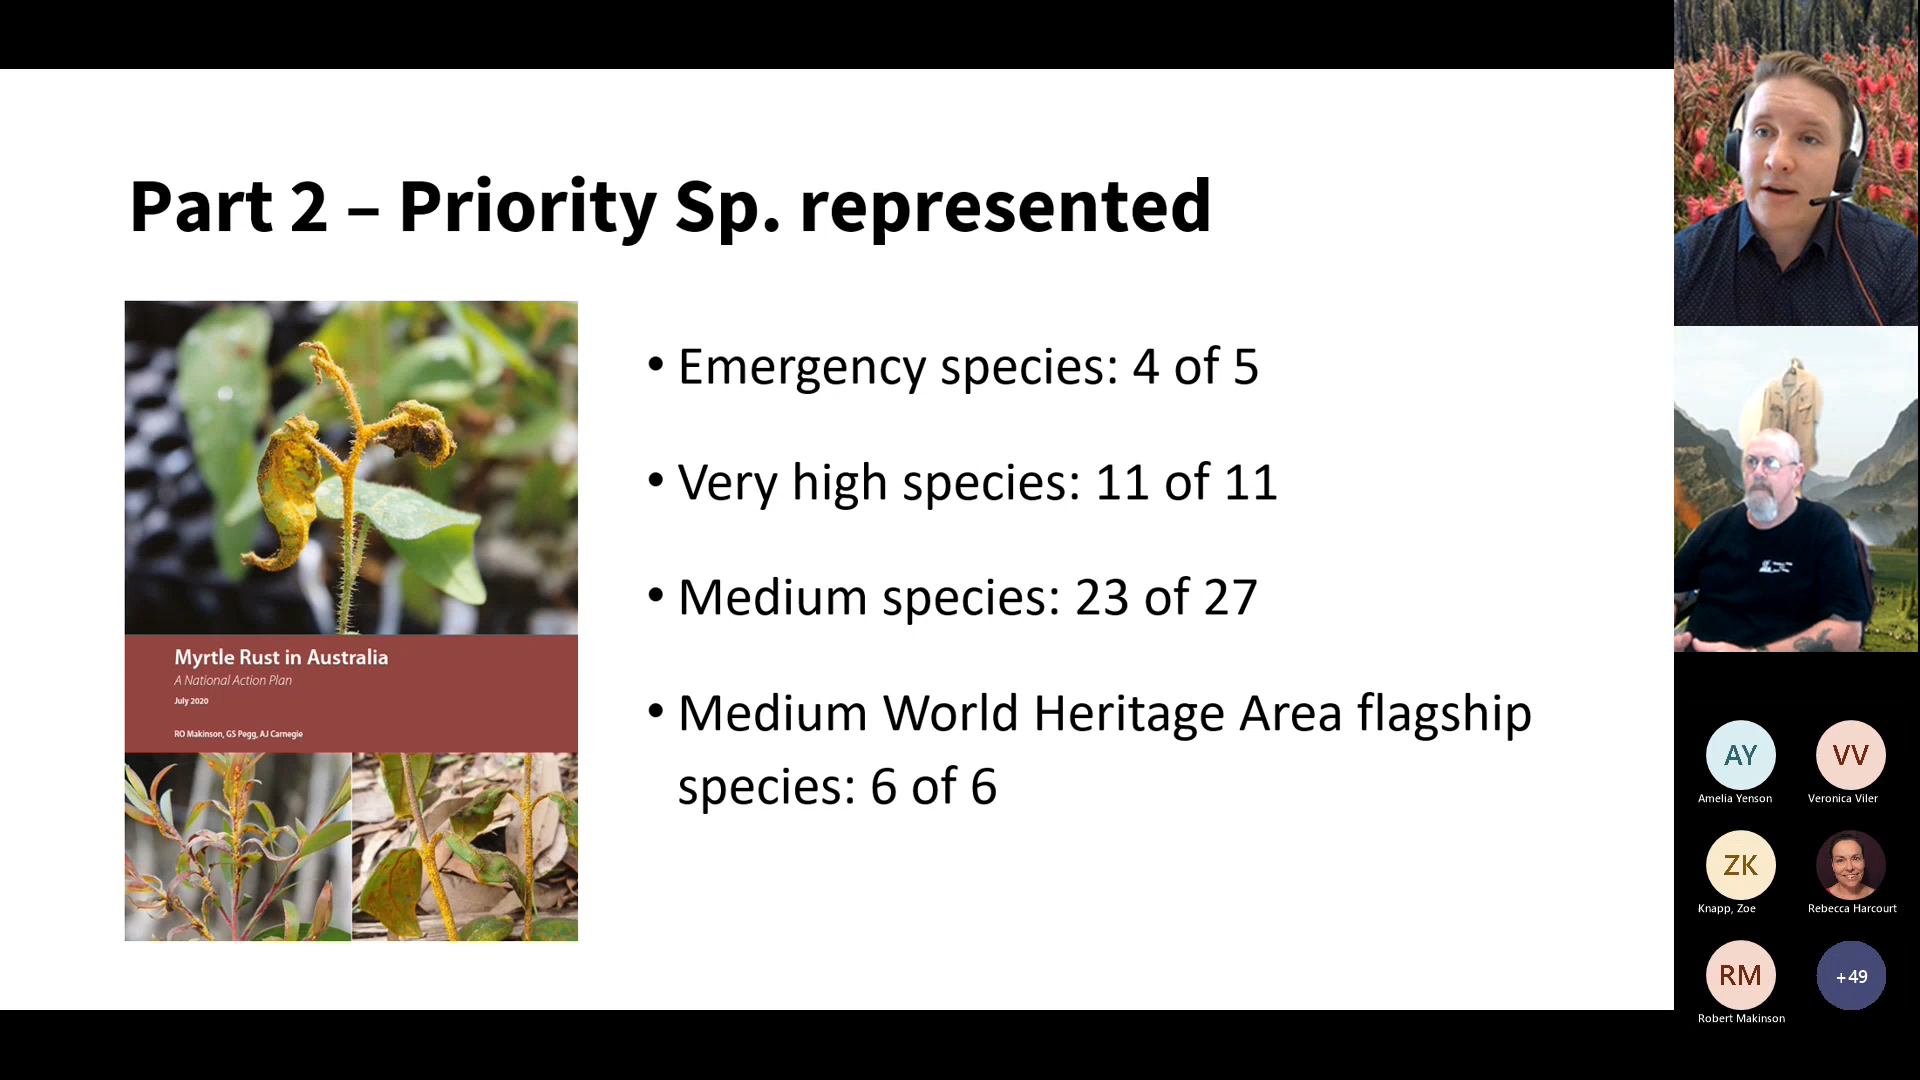 Part 2 – Priority Sp. represented
Myrtle Rust in Australia
A National Action Plan
July 2020
RO Makinson, GS Pegg, AJ Carnegie
• Emergency species: 4 of 5
• Very high species: 11 of 11
• Medium species: 23 of 27
• Medium World Heritage Area flagship
species: 6 of 6
AY
Amelia Yenson
VV
Veronica Viler
ZK
Knapp, Zoe
Rebecca Harcourt
RM
Robert Makinson
+49